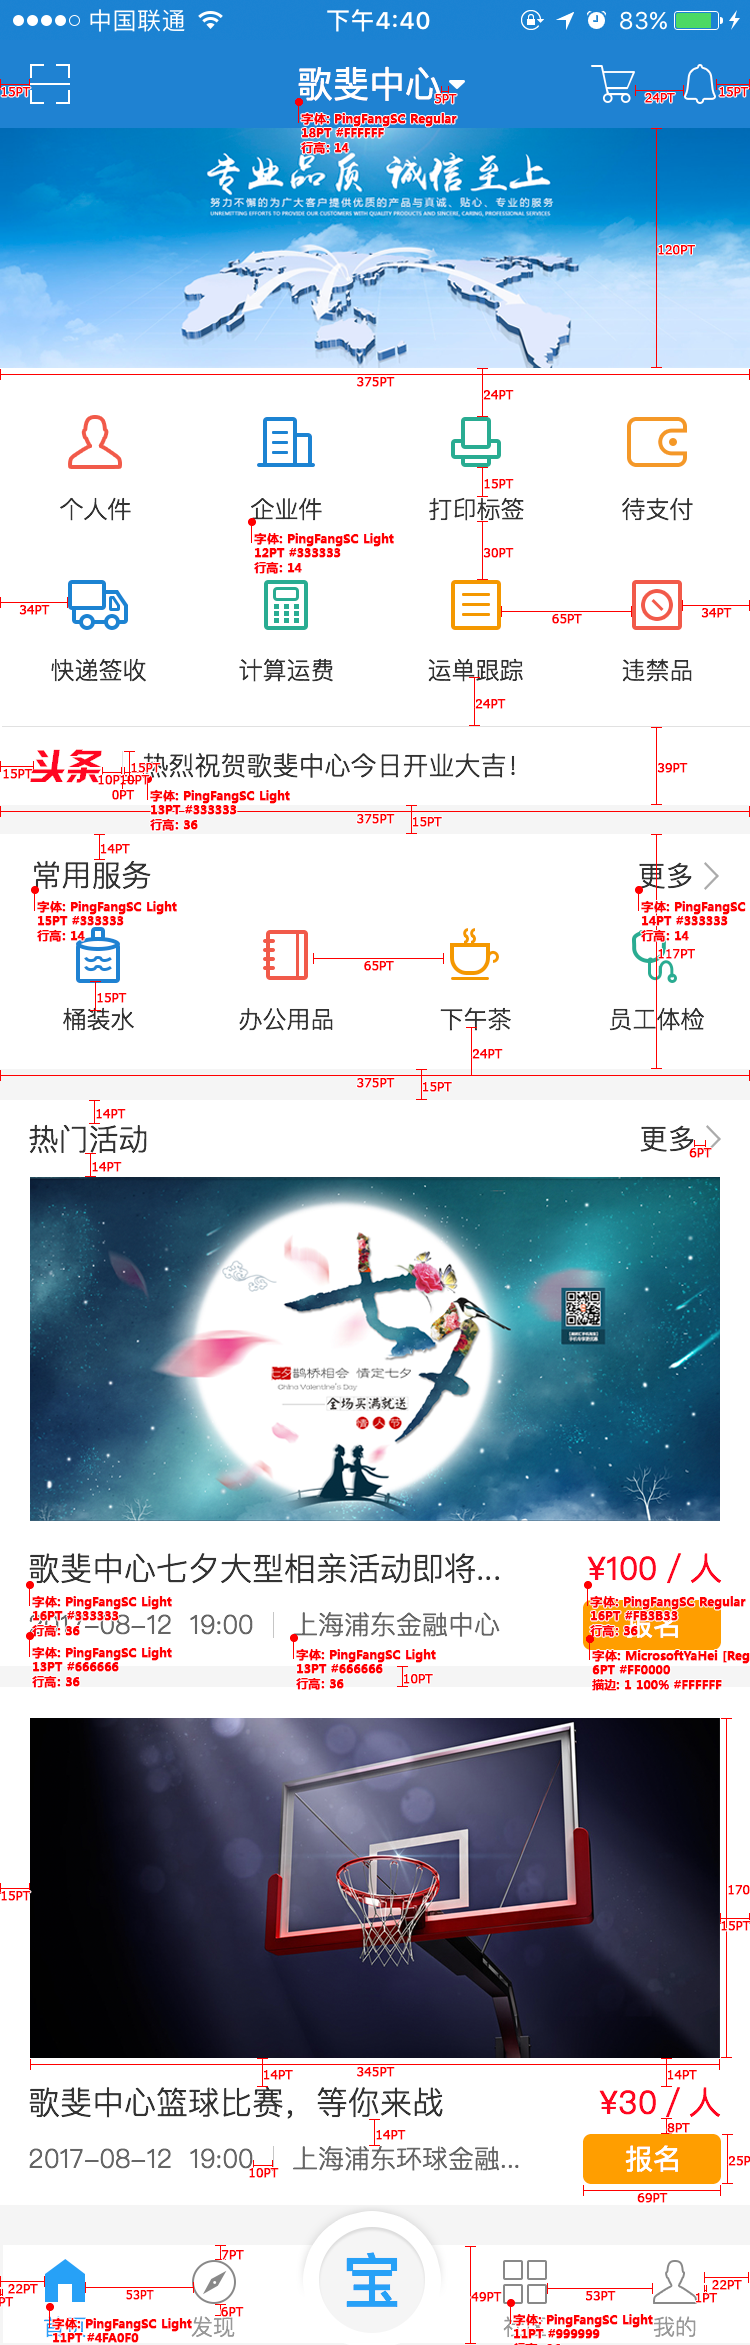 中国联通 下午4:40 83%
歌斐中心
15PT 5PT 24PT 15PT
字体: PingFangSC Regular
18PT #FFFFFF
行高: 14
专业品质 诚信至上
努力不懈的为广大客户提供优质的产品与真诚、贴心、专业的服务
UNREMITTING EFFORTS TO PROVIDE OUR CUSTOMERS WITH QUALITY PRODUCTS AND SINCERE, CARING, PROFESSIONAL SERVICES
120PT
375PT
24PT
15PT
个人件 企业件 打印标签 待支付
字体: PingFangSC Light
12PT #333333
行高: 14
30PT
34PT 65PT 34PT
快递签收 计算运费 运单跟踪 违禁品
24PT
头条 热烈祝贺歌斐中心今日开业大吉!
15PT 10PT 10PT 15PT 39PT
0PT
字体: PingFangSC Light
13PT #333333
行高: 36
375PT 15PT
14PT
常用服务 更多
字体: PingFangSC Light
15PT #333333
行高: 14
字体: PingFangSC
14PT #333333
行高: 14
117PT
65PT
15PT
桶装水 办公用品 下午茶 员工体检
24PT
375PT 15PT
14PT
热门活动 更多
6PT
14PT
七夕
七夕 鹊桥相会 情定七夕
China Valentine's Day
全场买满就送
情人节
歌斐中心七夕大型相亲活动即将... ¥100 / 人
字体: PingFangSC Light
16PT #333333
行高: 36
字体: PingFangSC Regular
16PT #FB3B33
行高: 36
2017-08-12 19:00 上海浦东金融中心 报名
字体: PingFangSC Light
13PT #666666
行高: 36
字体: PingFangSC Light
13PT #666666
行高: 36
字体: MicrosoftYaHei [Reg
6PT #FF0000
描边: 1 100% #FFFFFF
10PT
15PT 170
15PT
14PT 345PT 14PT
歌斐中心篮球比赛，等你来战 ¥30 / 人
14PT 8PT
2017-08-12 19:00 上海浦东环球金融... 报名
10PT 25P
69PT
7PT
22PT 53PT 宝 49PT 53PT 22PT
PT 6PT 1PT
发现 我的
字体: PingFangSC Light
11PT #4FA0F0
字体: PingFangSC Light
11PT #999999